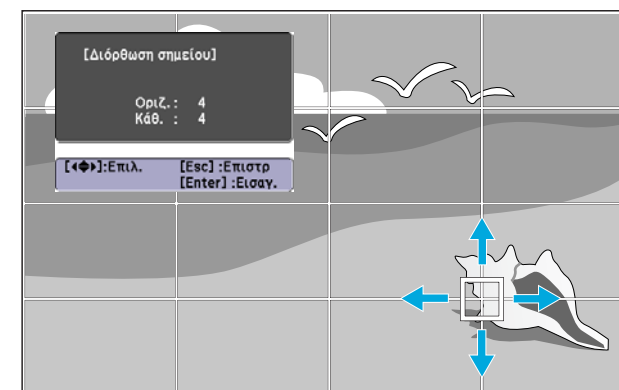 [Διόρθωση σημείου]
Οριζ. : 4
Κάθ. : 4
[◂◆▸]:Επιλ. [Esc] :Επιστρ
[Enter] :Εισαγ.